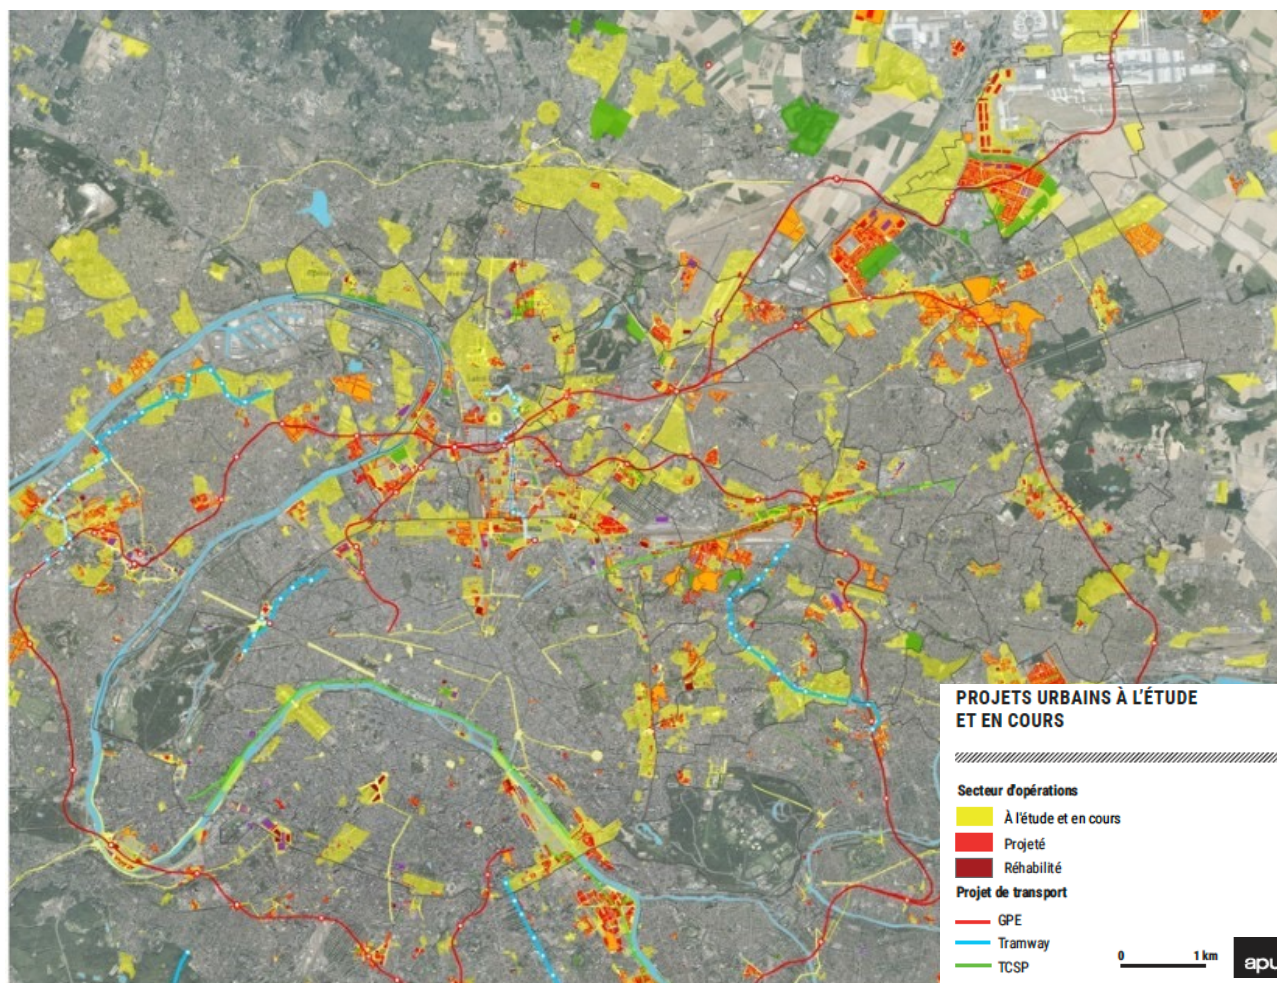 PROJETS URBAINS À L'ÉTUDE
ET EN COURS
Secteur d'opérations
À l'étude et en cours
Projeté
Réhabilité
Projet de transport
GPE
Tramway
TCSP
0 1 km
apu